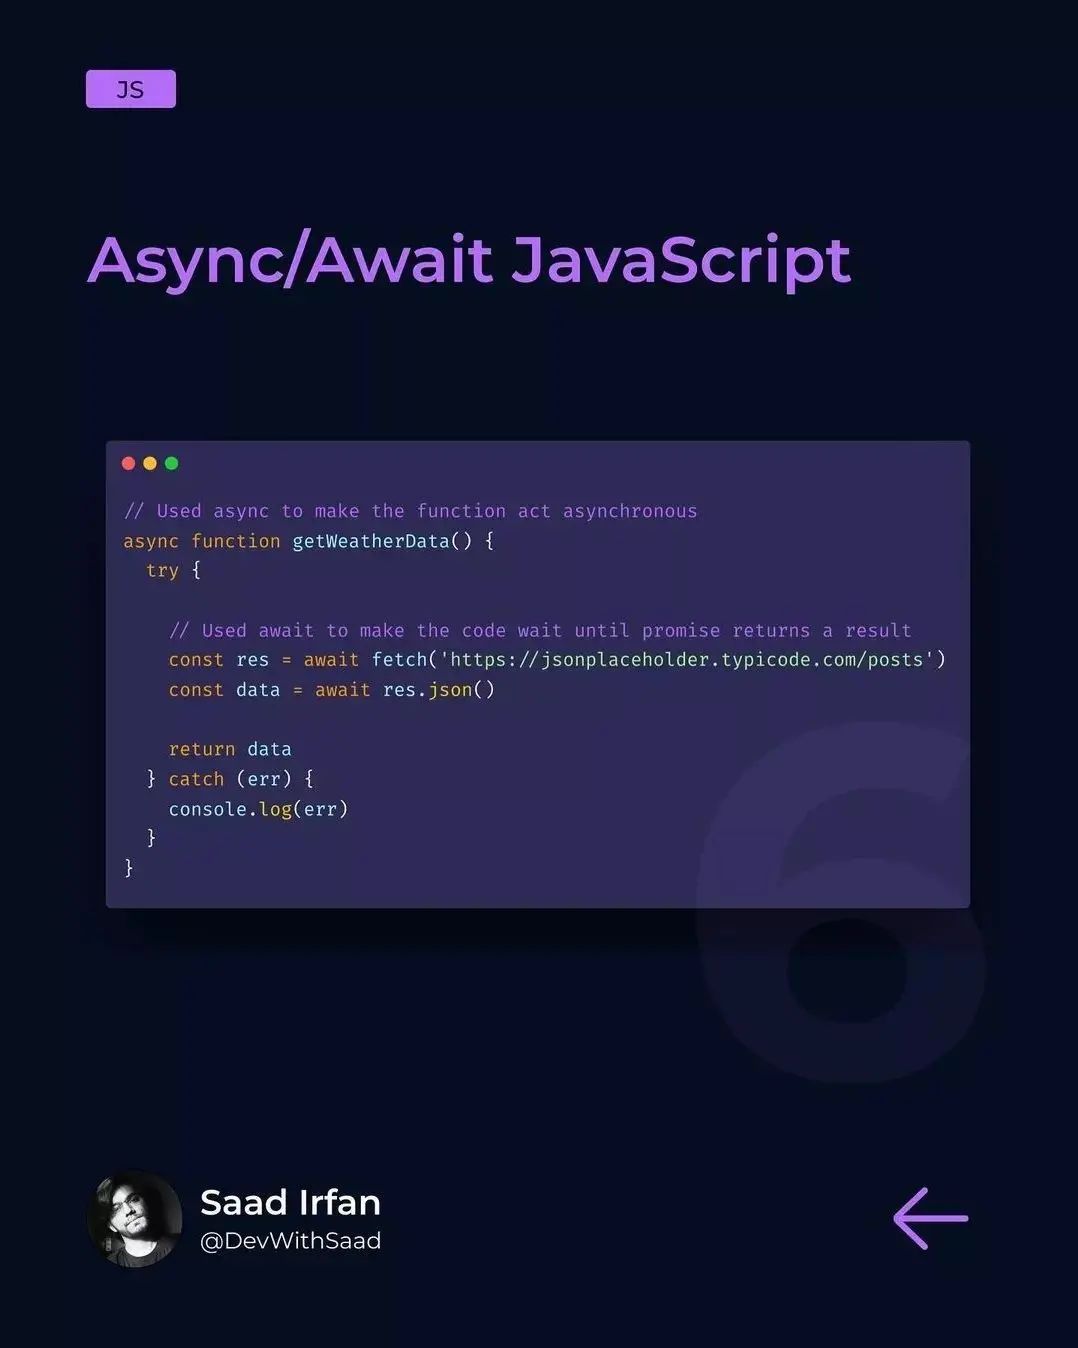 JS
Async/Await JavaScript
// Used async to make the function act asynchronous
async function getWeatherData() {
  try {

    // Used await to make the code wait until promise returns a result
    const res = await fetch('https://jsonplaceholder.typicode.com/posts')
    const data = await res.json()

    return data
  } catch (err) {
    console.log(err)
  }
}
6
Saad Irfan
@DevWithSaad